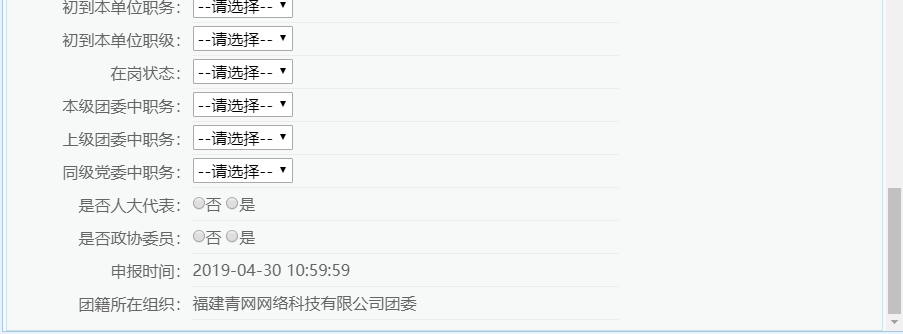 初到本单位职务： --请选择--
初到本单位职级： --请选择--
在岗状态： --请选择--
本级团委中职务： --请选择--
上级团委中职务： --请选择--
同级党委中职务： --请选择--
是否人大代表： 否 是
是否政协委员： 否 是
申报时间： 2019-04-30 10:59:59
团籍所在组织： 福建青网网络科技有限公司团委